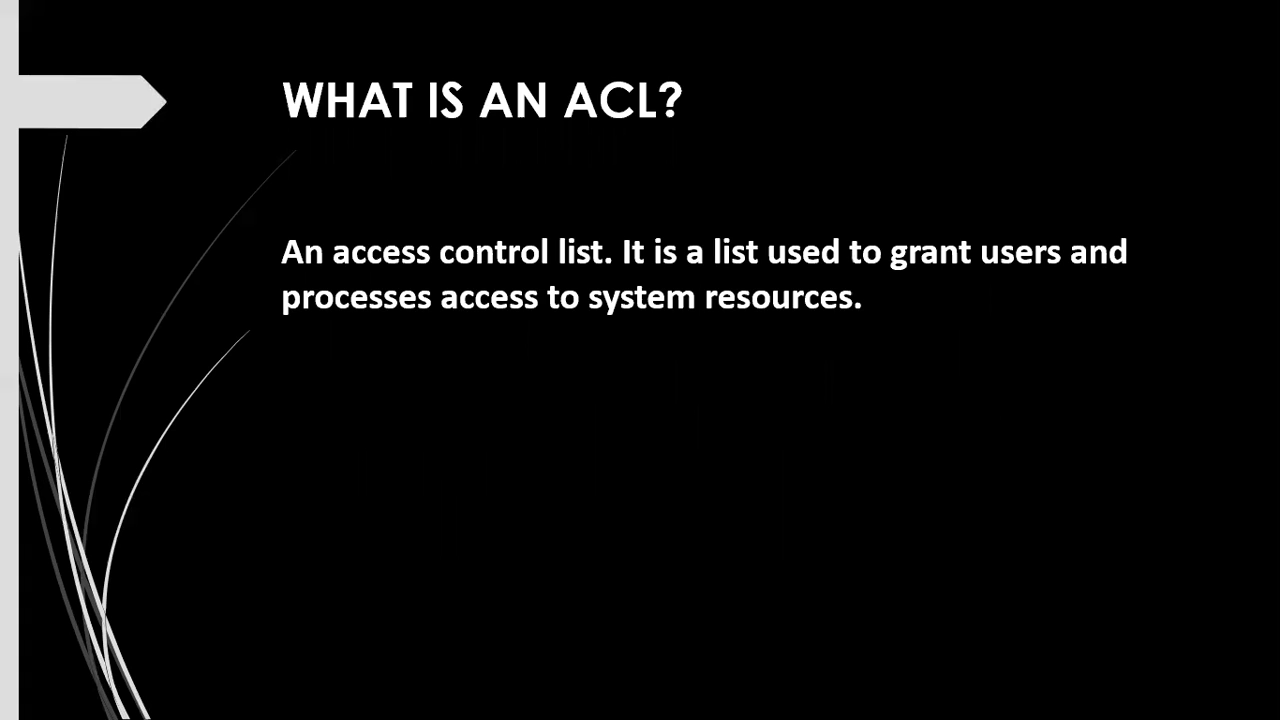 WHAT IS AN ACL?
An access control list. It is a list used to grant users and
processes access to system resources.